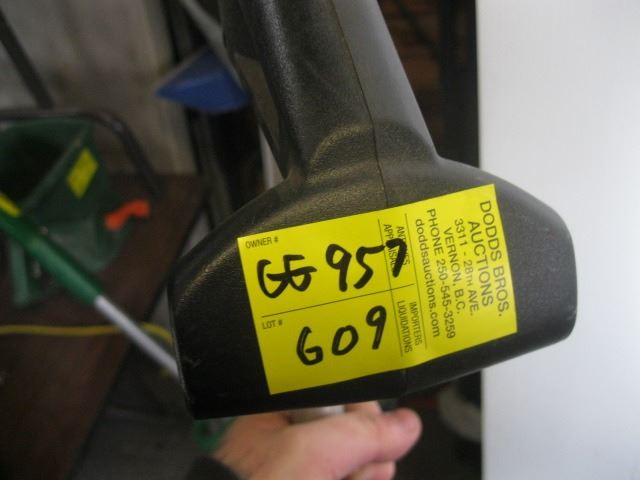 DODDS BROS.
AUCTIONS
3311 - 28TH AVE.
VERNON, B.C.
PHONE 250-545-3259
doddsauctions.com
IMPORTERS
LIQUIDATIONS
OWNER #
GG 957
LOT #
609